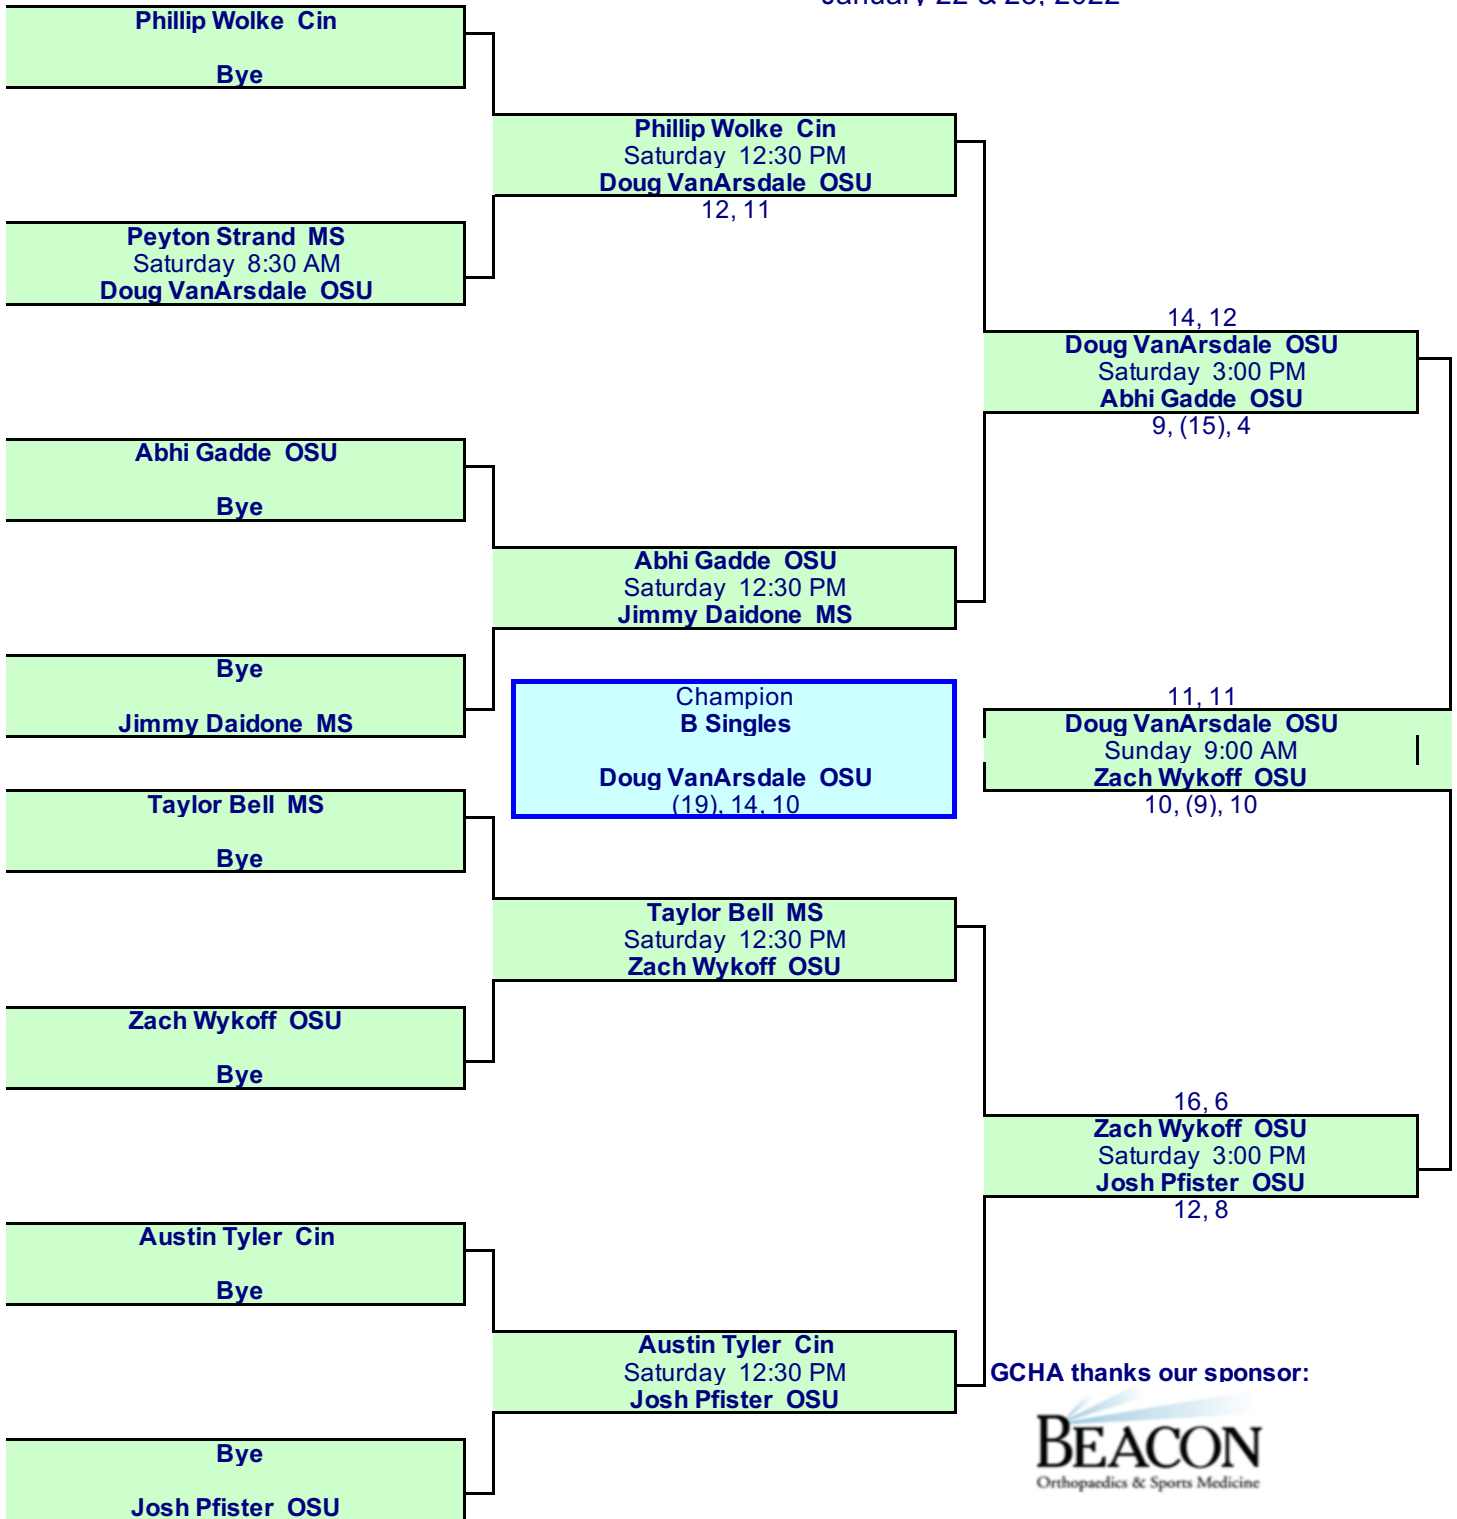 January 22 & 23, 2022
Phillip Wolke Cin
Bye
Phillip Wolke Cin
Saturday 12:30 PM
Doug VanArsdale OSU
12, 11
Peyton Strand MS
Saturday 8:30 AM
Doug VanArsdale OSU
14, 12
Doug VanArsdale OSU
Saturday 3:00 PM
Abhi Gadde OSU
9, (15), 4
Abhi Gadde OSU
Bye
Abhi Gadde OSU
Saturday 12:30 PM
Jimmy Daidone MS
Bye
Jimmy Daidone MS
Champion
B Singles
Doug VanArsdale OSU
(19), 14, 10
11, 11
Doug VanArsdale OSU
Sunday 9:00 AM
Zach Wykoff OSU
10, (9), 10
Taylor Bell MS
Bye
Taylor Bell MS
Saturday 12:30 PM
Zach Wykoff OSU
Zach Wykoff OSU
Bye
16, 6
Zach Wykoff OSU
Saturday 3:00 PM
Josh Pfister OSU
12, 8
Austin Tyler Cin
Bye
Austin Tyler Cin
Saturday 12:30 PM
Josh Pfister OSU
Bye
Josh Pfister OSU
GCHA thanks our sponsor:
BEACON
Orthopaedics & Sports Medicine